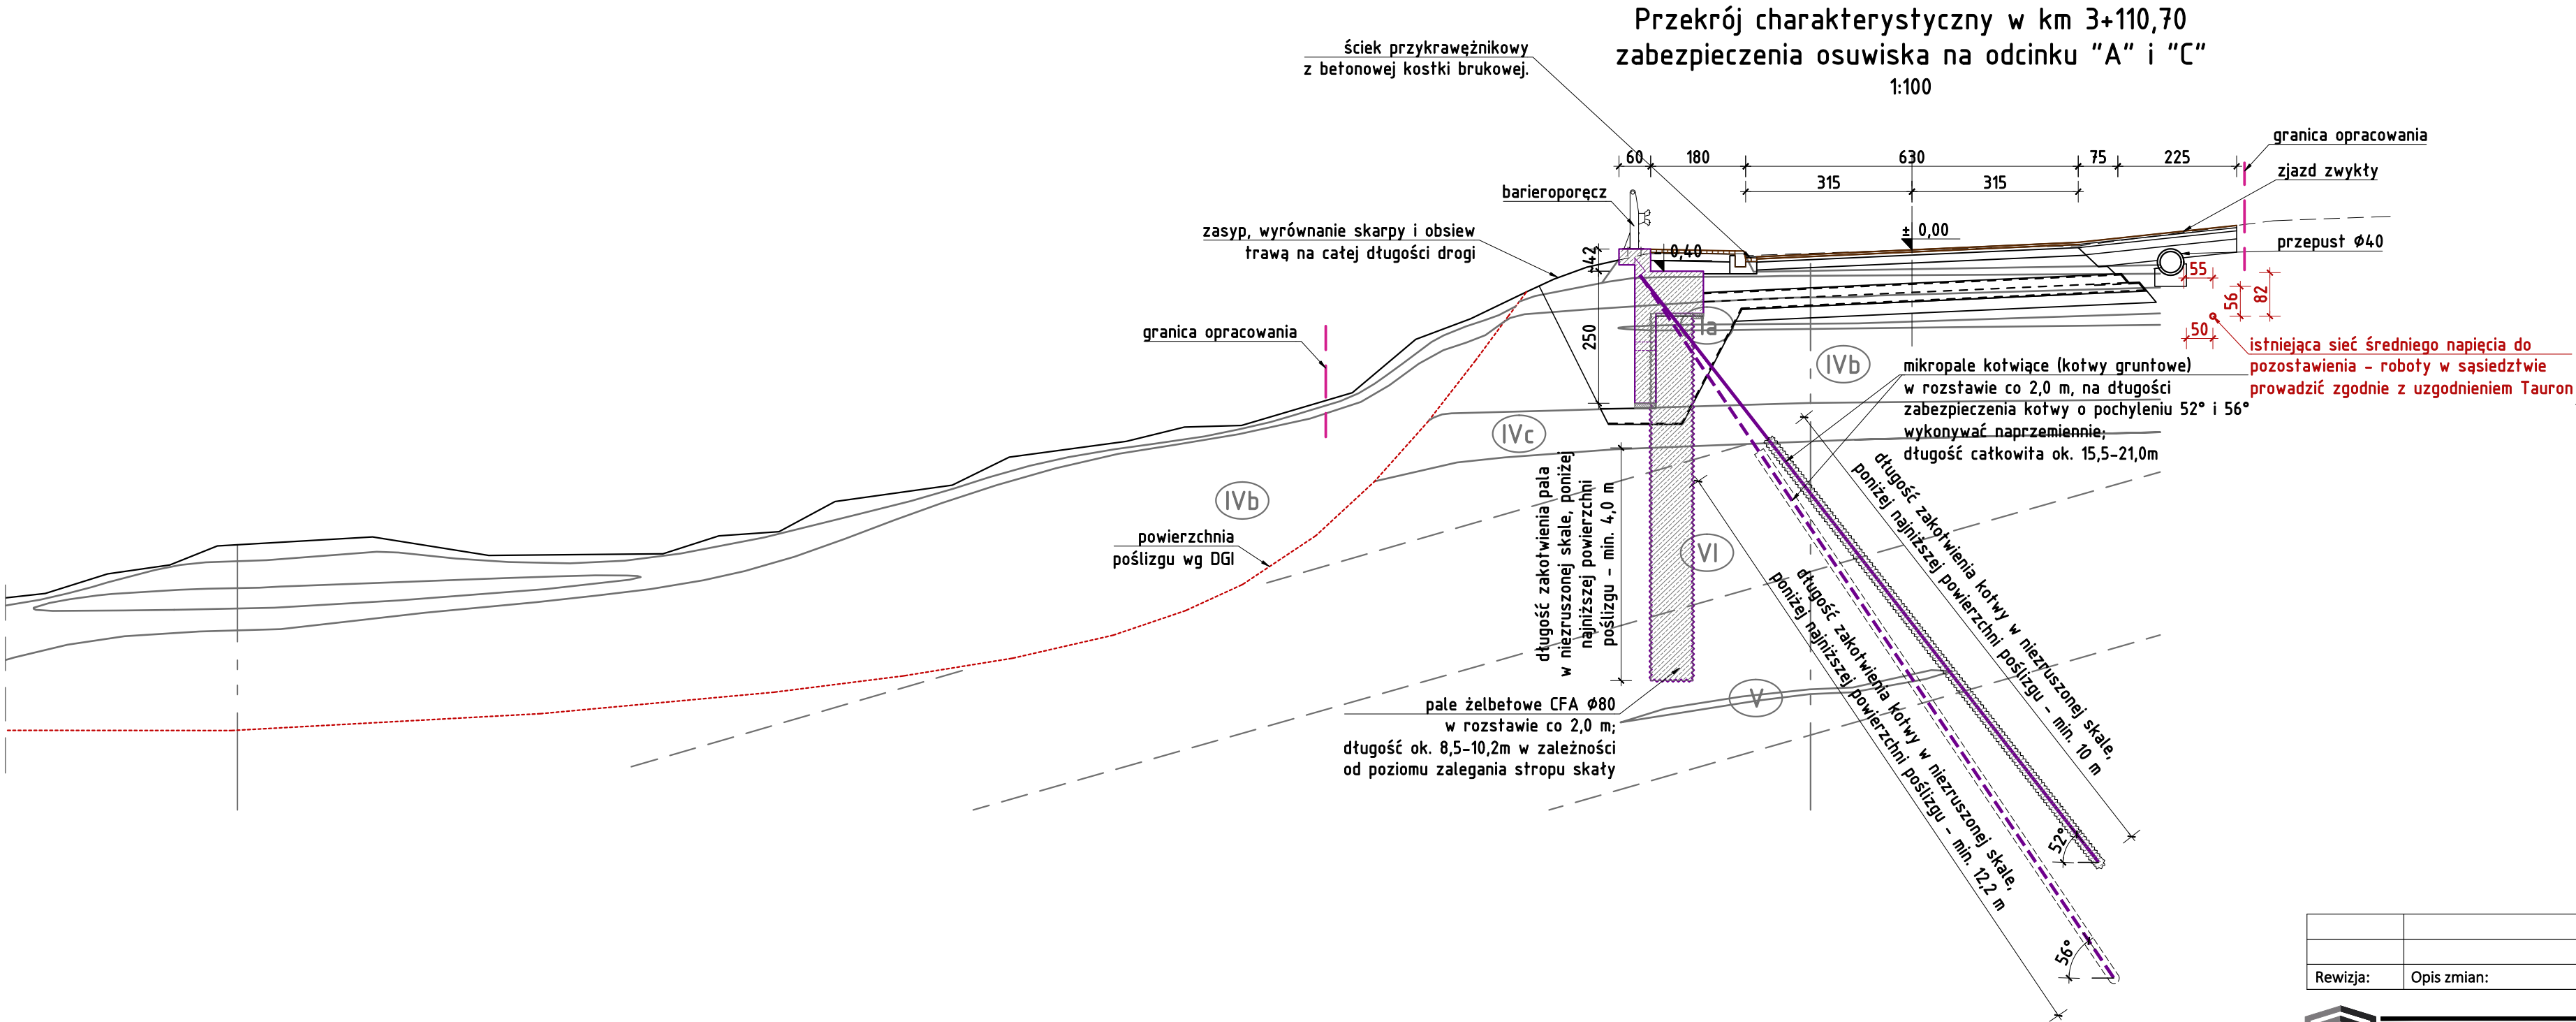 Przekrój charakterystyczny w km 3+110,70
zabezpieczenia osuwiska na odcinku "A" i "C"
1:100
ściek przykrawężnikowy
z betonowej kostki brukowej.
granica opracowania
zjazd zwykły
przepust Ø40
60
180
630
75
225
315
315
barieroporęcz
± 0,00
- 0,40
42
250
zasyp, wyrównanie skarpy i obsiew
trawą na całej długości drogi
granica opracowania
55
56
82
50
istniejąca sieć średniego napięcia do
pozostawienia - roboty w sąsiedztwie
prowadzić zgodnie z uzgodnieniem Tauron
mikropale kotwiące (kotwy gruntowe)
w rozstawie co 2,0 m, na długości
zabezpieczenia kotwy o pochyleniu 52° i 56°
wykonywać naprzemiennie;
długość całkowita ok. 15,5-21,0m
Ia
IVb
IVc
IVb
VI
V
powierzchnia
poślizgu wg DGI
długość zakotwienia pala
w niezruszonej skale, poniżej
najniższej powierzchni
poślizgu - min. 4,0 m
długość zakotwienia kotwy w niezruszonej skale,
poniżej najniższej powierzchni poślizgu - min. 10 m
długość zakotwienia kotwy w niezruszonej skale,
poniżej najniższej powierzchni poślizgu - min. 12,2 m
pale żelbetowe CFA Ø80
w rozstawie co 2,0 m;
długość ok. 8,5-10,2m w zależności
od poziomu zalegania stropu skały
52°
56°
Rewizja:
Opis zmian: